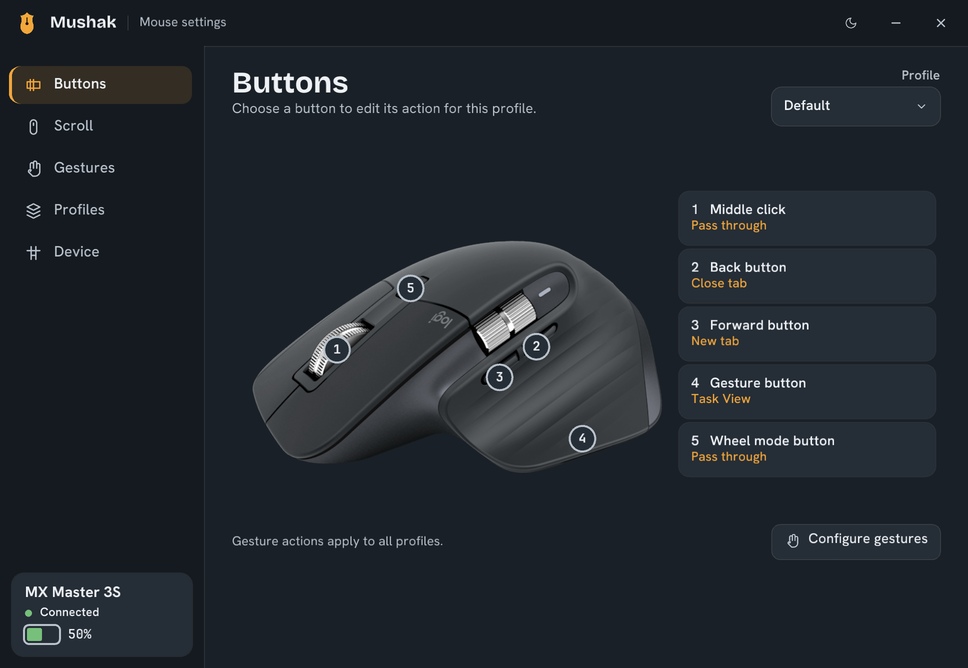 Mushak
Mouse settings
Buttons
Scroll
Gestures
Profiles
Device
MX Master 3S
Connected
50%
Buttons
Choose a button to edit its action for this profile.
Profile
Default
logi
1
2
3
4
5
1 Middle click
Pass through
2 Back button
Close tab
3 Forward button
New tab
4 Gesture button
Task View
5 Wheel mode button
Pass through
Gesture actions apply to all profiles.
Configure gestures